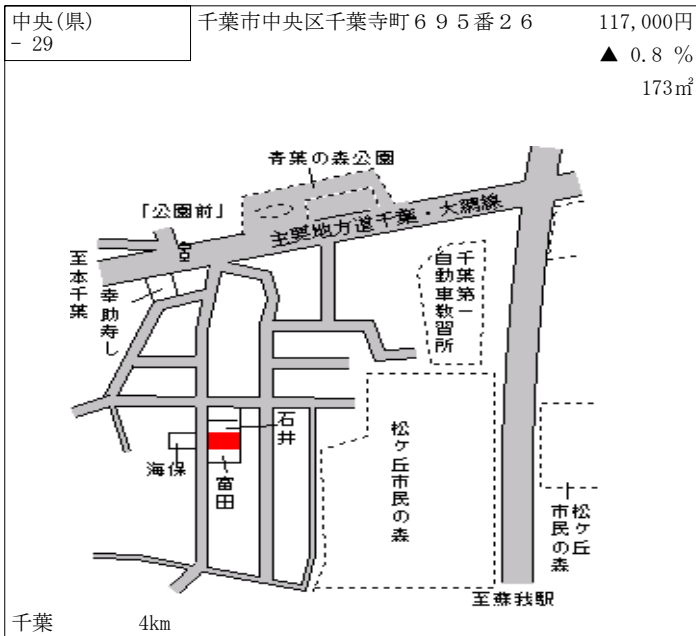 中央(県)
- 29
千葉市中央区千葉寺町６９５番２６
117,000円
▲ 0.8 %
173㎡
青葉の森公園
「公園前」
主要地方道千葉・大網線
至本千葉
幸助寿し
千葉第一
自動車教習所
石井
海保
富田
松ヶ丘市民の森
松ヶ丘
市民の森
至蘇我駅
千葉
4km